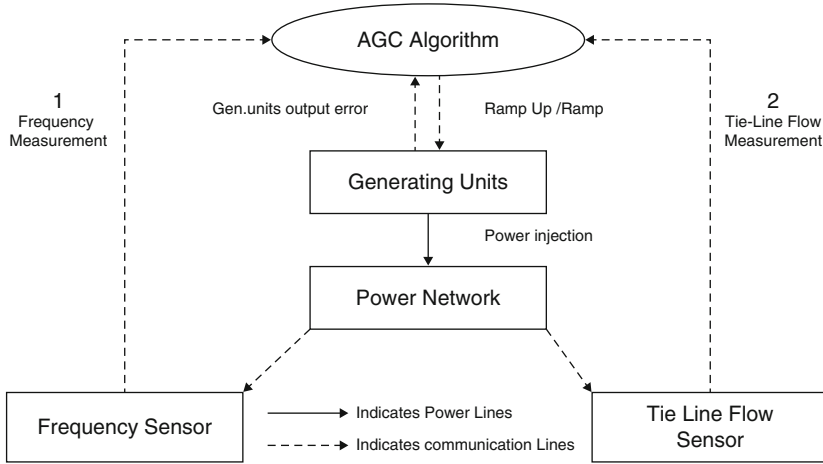 AGC Algorithm
1
Frequency
Measurement
Gen.units output error
Ramp Up /Ramp
2
Tie-Line Flow
Measurement
Generating Units
Power injection
Power Network
Frequency Sensor
Indicates Power Lines
Indicates communication Lines
Tie Line Flow
Sensor